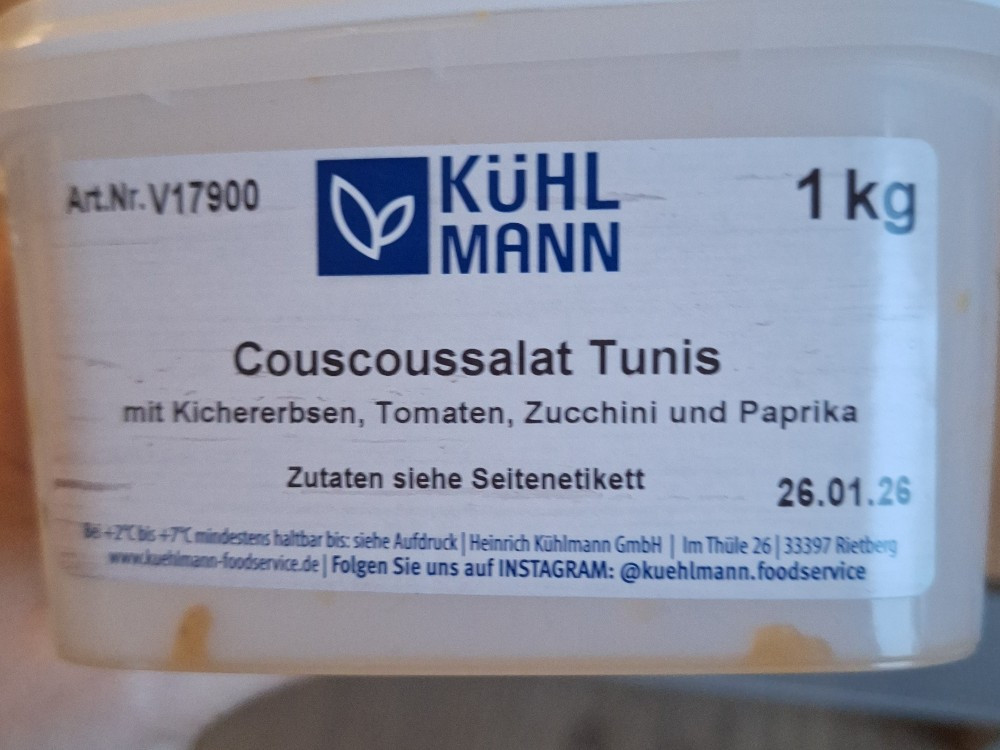 Art.Nr. V17900
KÜHL
MANN
1 kg
Couscoussalat Tunis
mit Kichererbsen, Tomaten, Zucchini und Paprika
Zutaten siehe Seitenetikett
26.01.26
Bei +2°C bis +7°C mindestens haltbar bis: siehe Aufdruck | Heinrich Kühlmann GmbH | Im Thüle 26 | 33397 Rietberg
www.kuehlmann-foodservice.de | Folgen Sie uns auf INSTAGRAM: @kuehlmann.foodservice